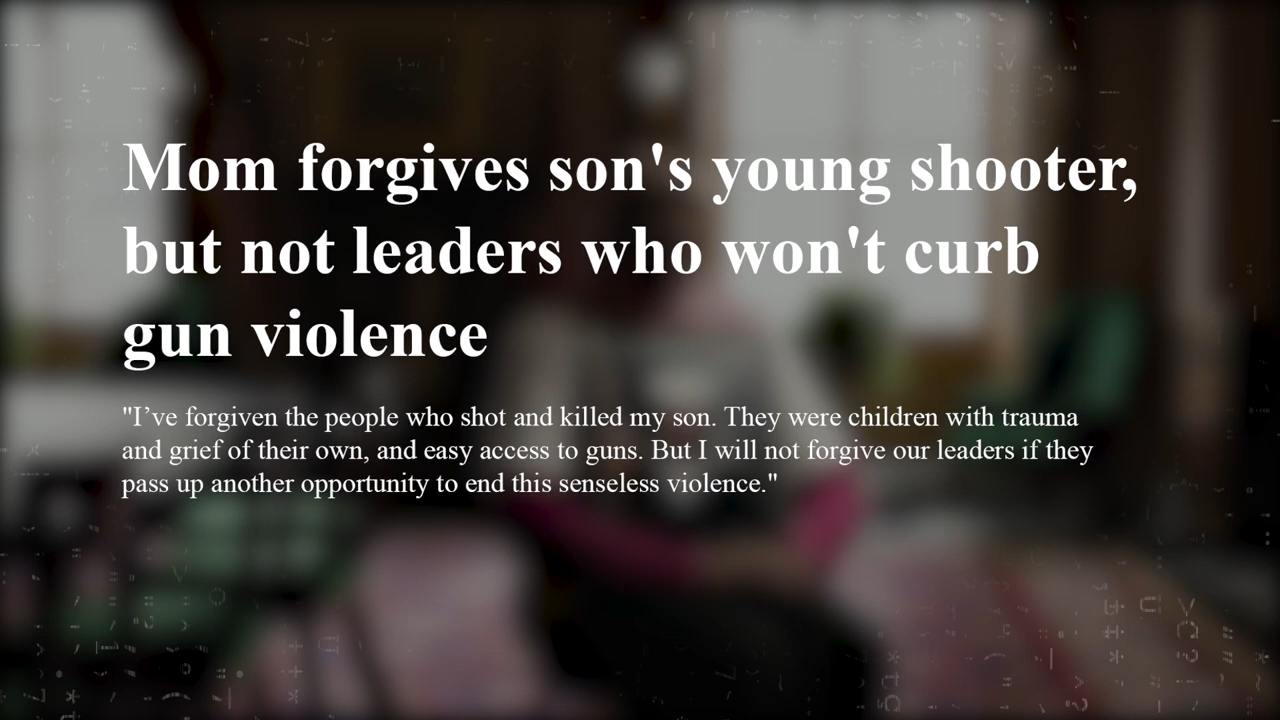 Mom forgives son's young shooter,
but not leaders who won't curb
gun violence
"I’ve forgiven the people who shot and killed my son. They were children with trauma
and grief of their own, and easy access to guns. But I will not forgive our leaders if they
pass up another opportunity to end this senseless violence."